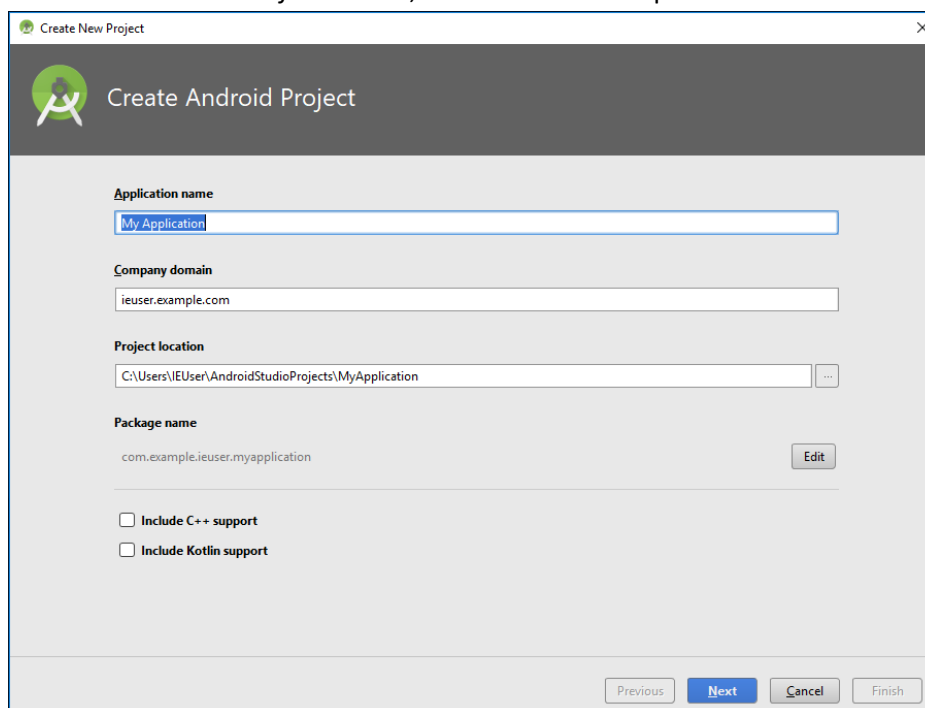 Create New Project
Create Android Project
Application name
My Application
Company domain
ieuser.example.com
Project location
C:\Users\IEUser\AndroidStudioProjects\MyApplication
...
Package name
com.example.ieuser.myapplication
Edit
Include C++ support
Include Kotlin support
Previous Next Cancel Finish